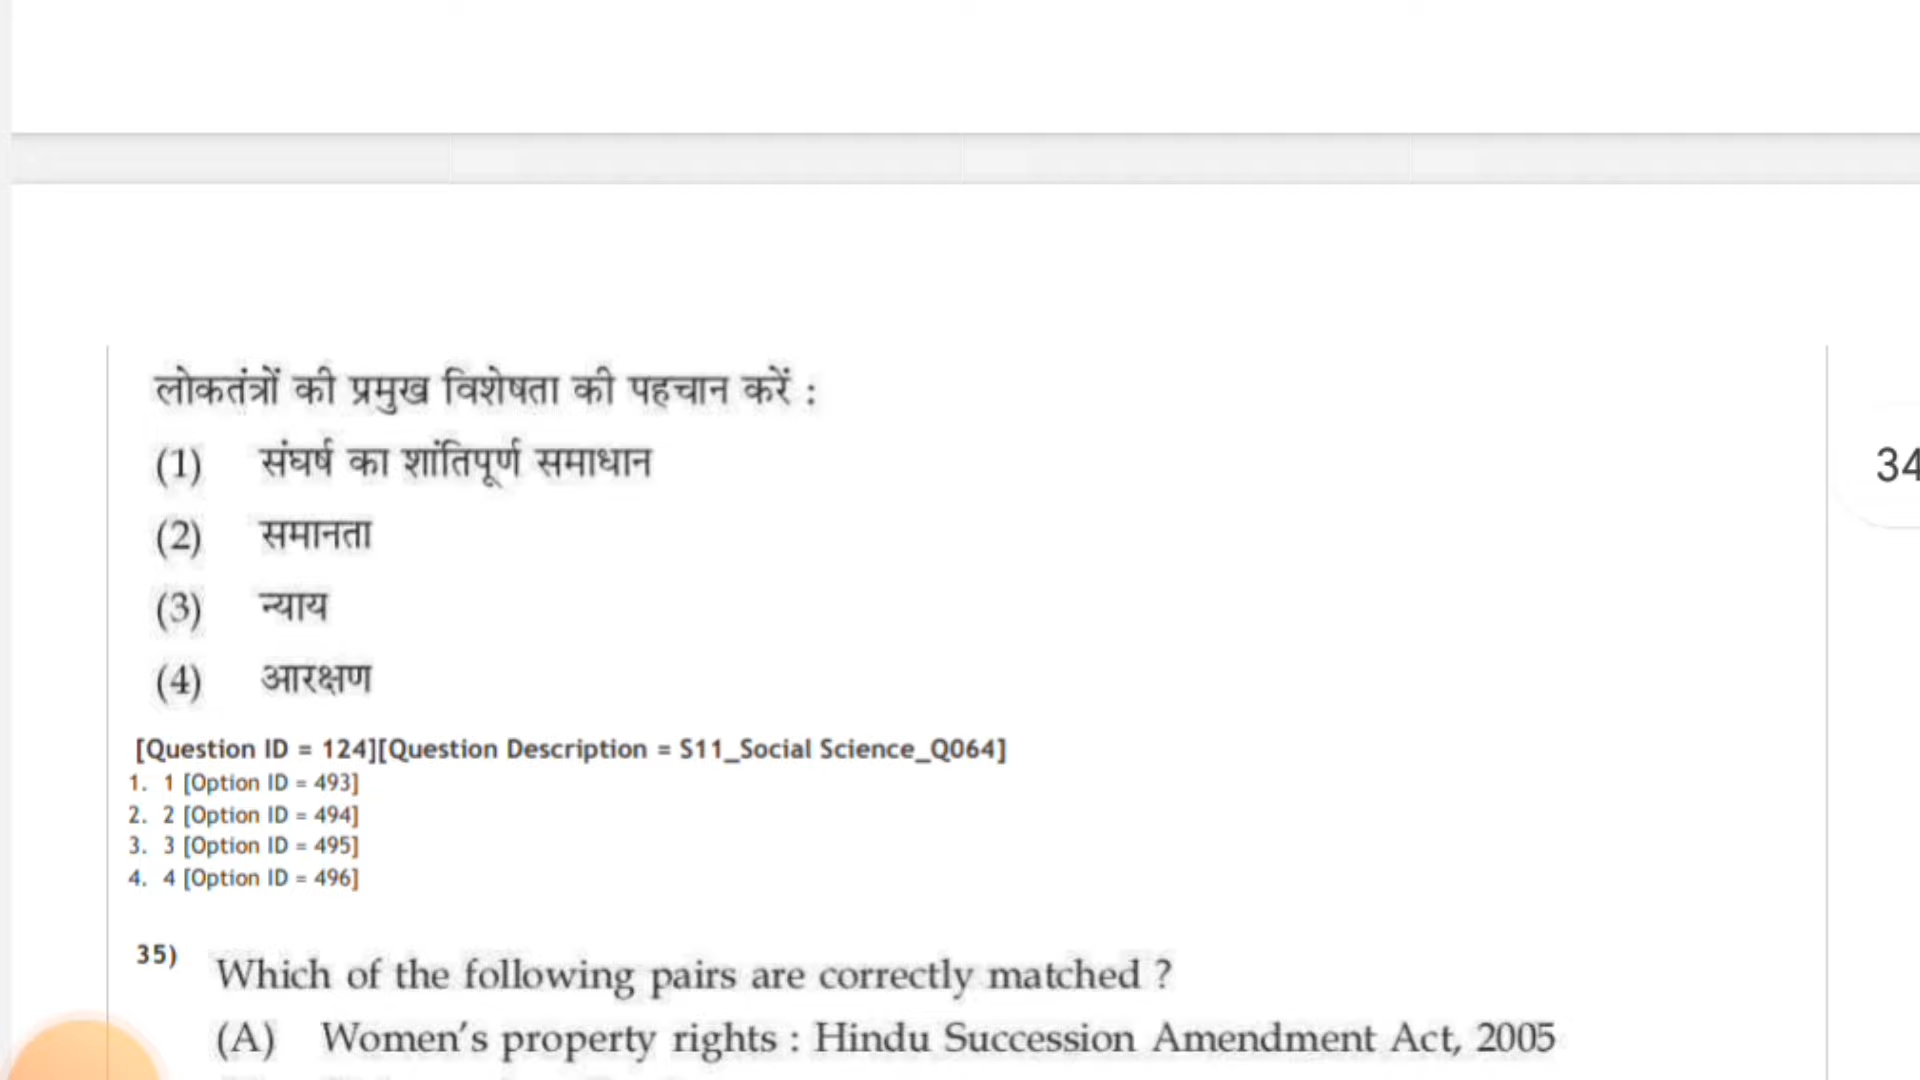 लोकतंत्रों की प्रमुख विशेषता की पहचान करें :
(1) संघर्ष का शांतिपूर्ण समाधान
34
(2) समानता
(3) न्याय
(4) आरक्षण
[Question ID = 124][Question Description = S11_Social Science_Q064]
1. 1 [Option ID = 493]
2. 2 [Option ID = 494]
3. 3 [Option ID = 495]
4. 4 [Option ID = 496]
35) Which of the following pairs are correctly matched ?
(A) Women's property rights : Hindu Succession Amendment Act, 2005